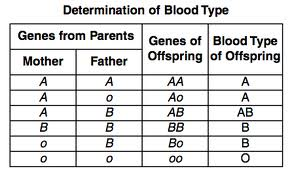 Determination of Blood Type
Genes from Parents Genes of Offspring Blood Type of Offspring
Mother Father
A A AA A
A o Ao A
A B AB AB
B B BB B
o B Bo B
o o oo O